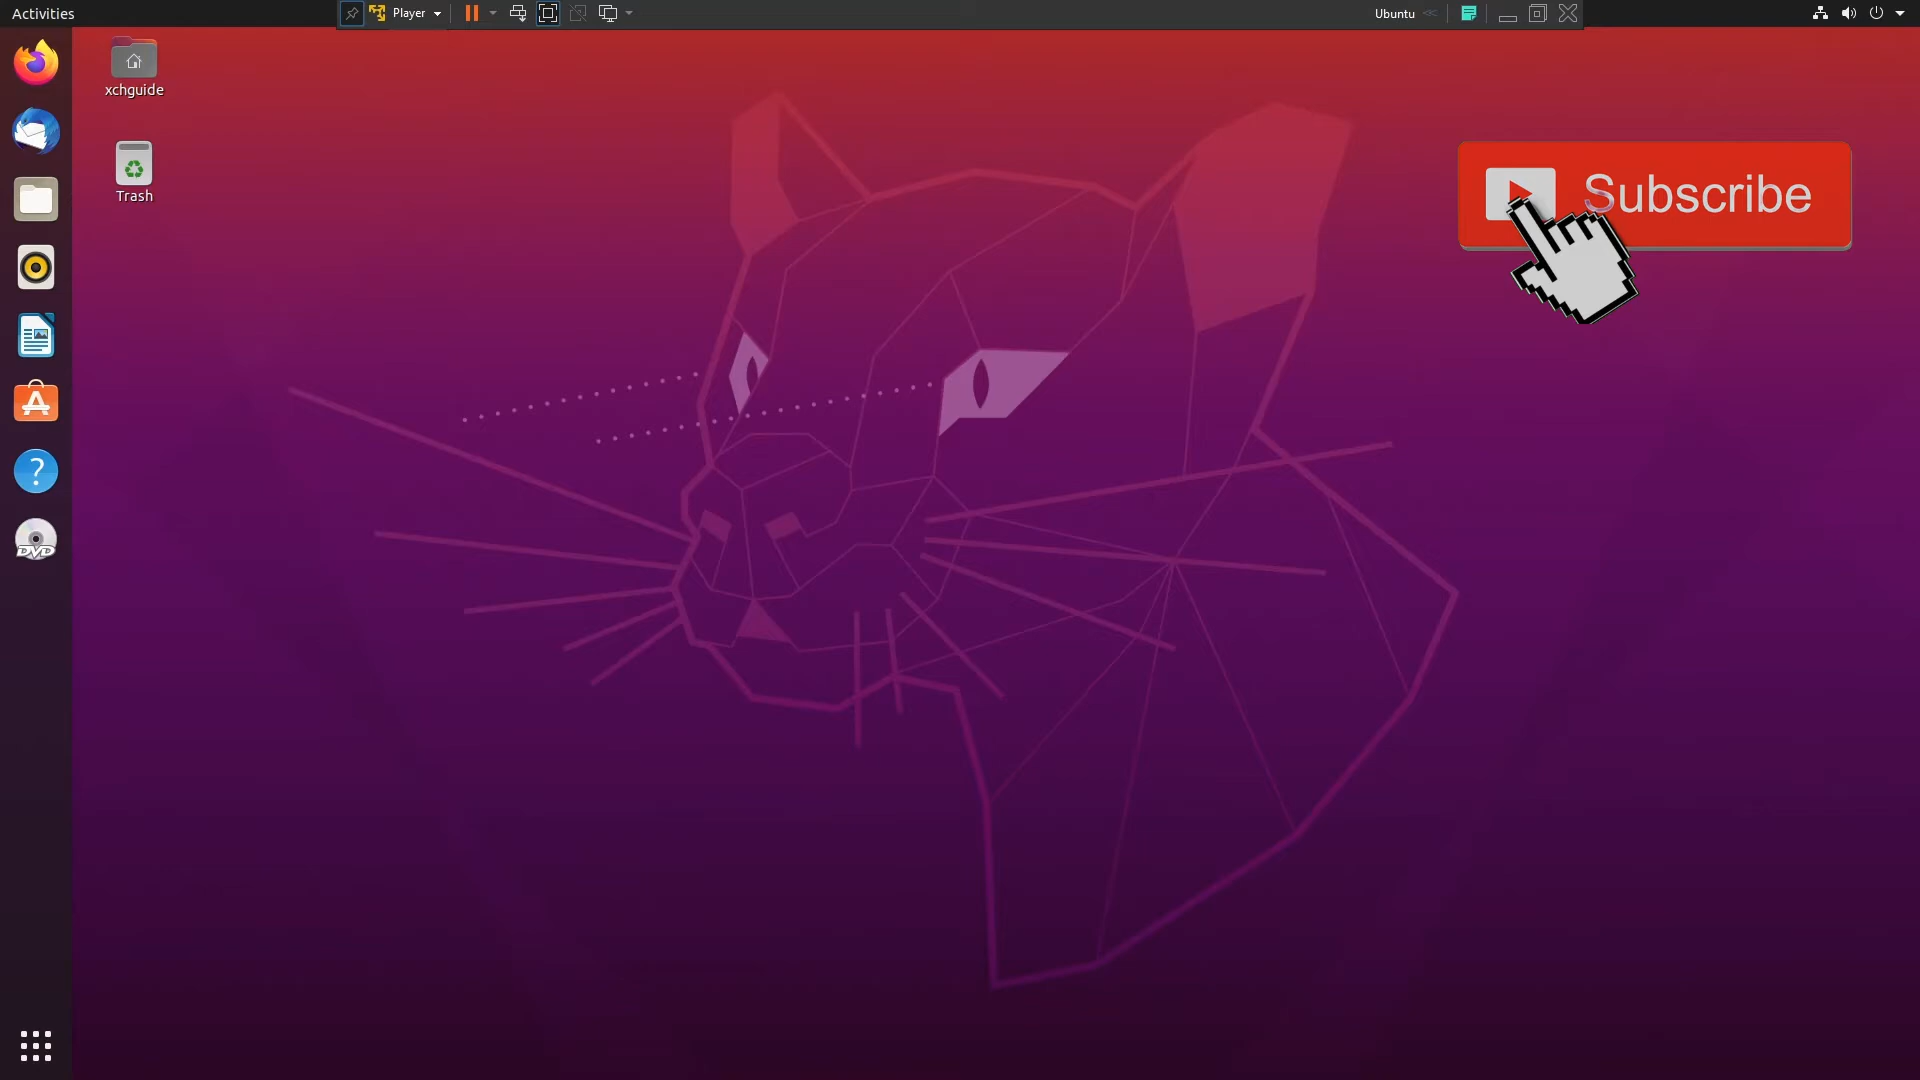 Activities
Player
Ubuntu
xchguide
Trash
Subscribe
DVD